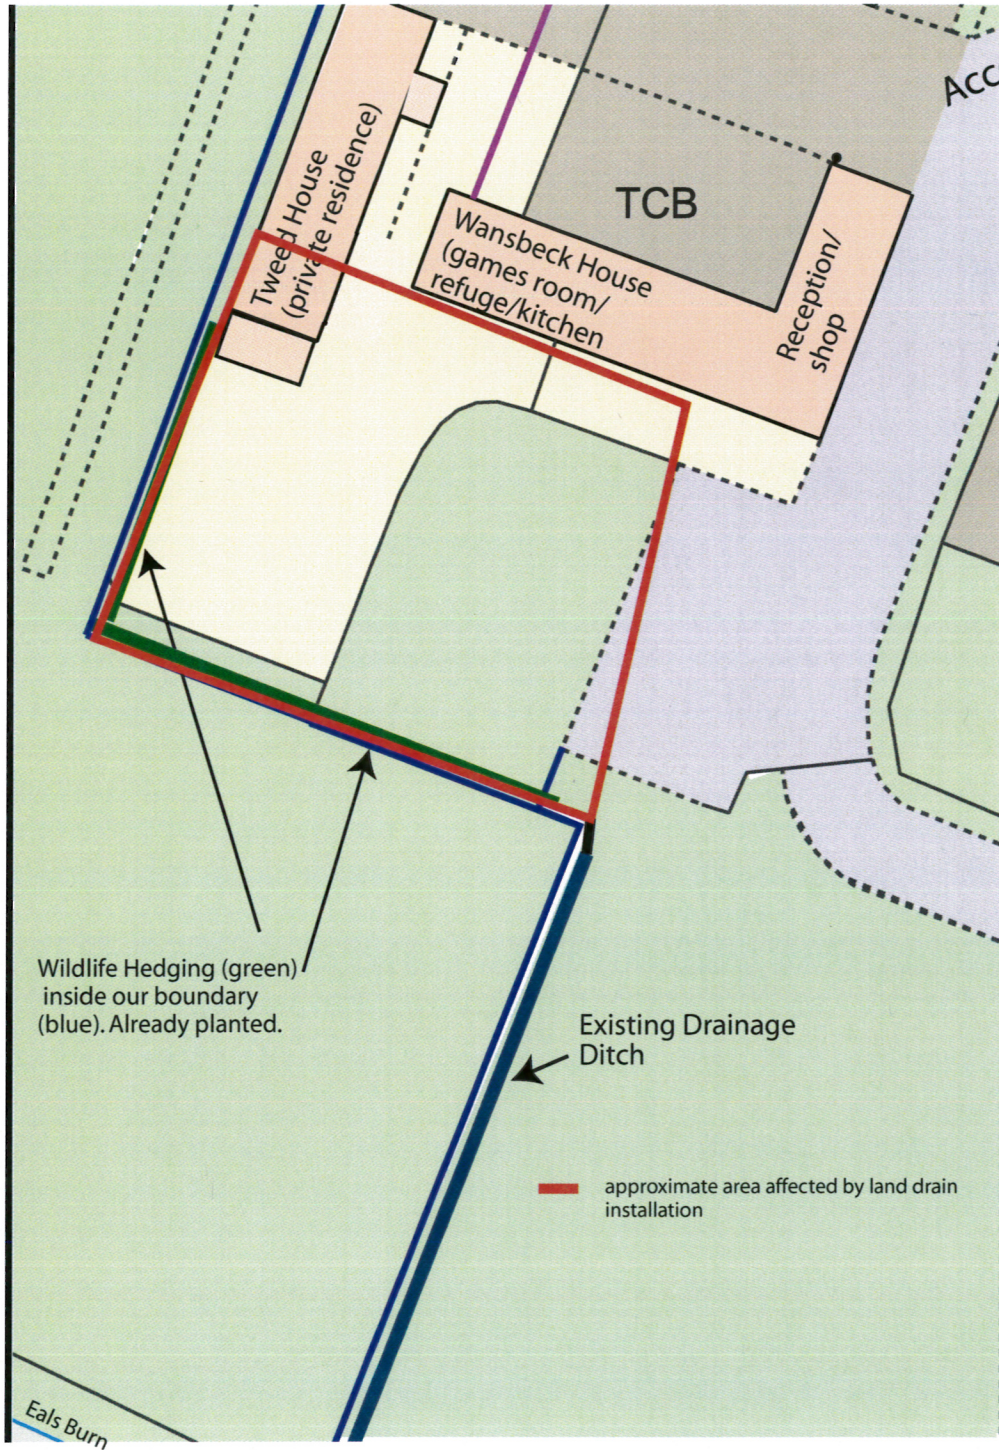 Acc
TCB
Tweed House
(private residence)
Wansbeck House
(games room/
refuge/kitchen
Reception/
shop
Wildlife Hedging (green)
inside our boundary
(blue). Already planted.
Existing Drainage
Ditch
approximate area affected by land drain
installation
Eals Burn